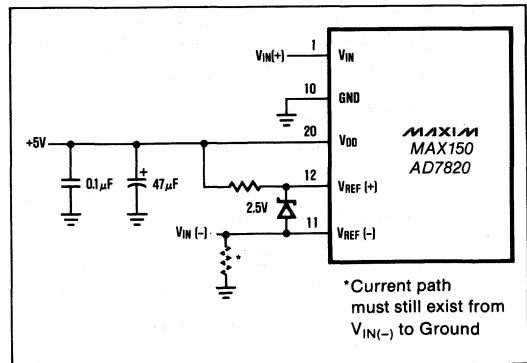 1
VIN(+)
VIN
10
GND
+5V
20
VDD
MAXIM
MAX150
AD7820
0.1µF
+
47µF
12
VREF (+)
2.5V
VIN (-)
11
VREF (-)
*
*Current path
must still exist from
VIN(-) to Ground